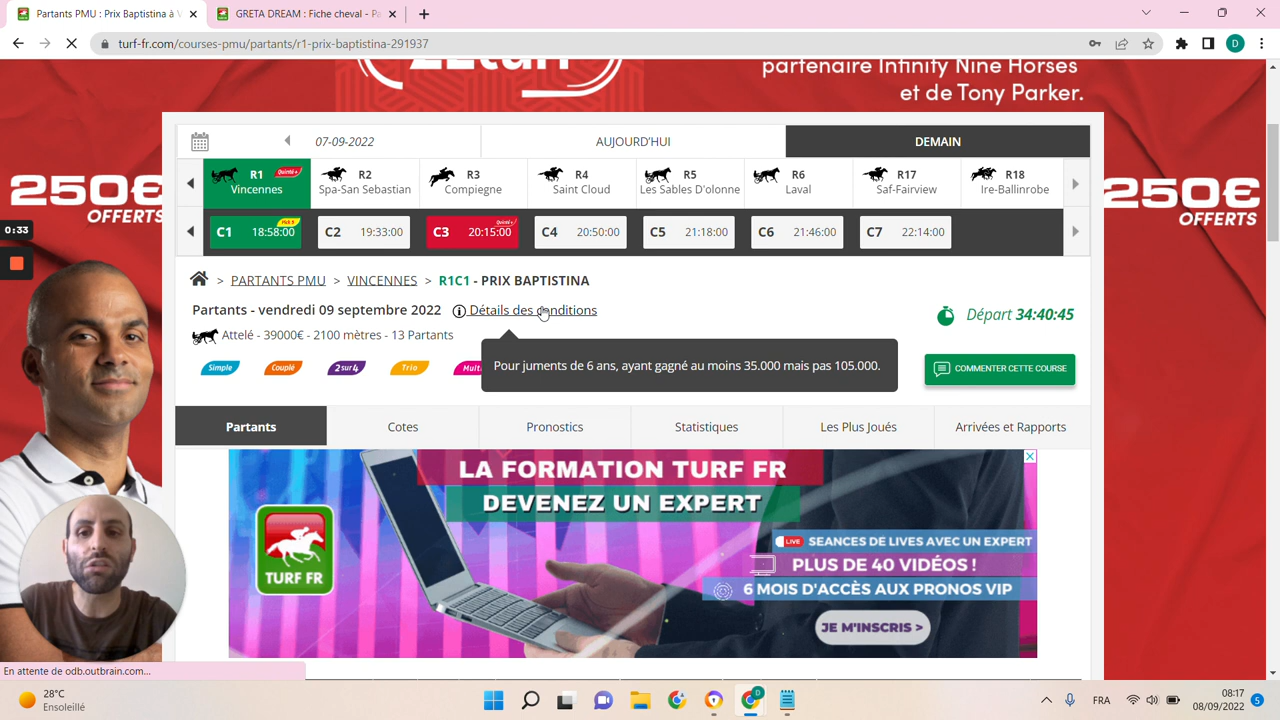 Partants PMU : Prix Baptistina à V
GRETA DREAM : Fiche cheval - Pa
turf-fr.com/courses-pmu/partants/r1-prix-baptistina-291937
D
partenaire Infinity Nine Horses
et de Tony Parker.
07-09-2022
AUJOURD'HUI
DEMAIN
R1 Quinté+
Vincennes
R2
Spa-San Sebastian
R3
Compiegne
R4
Saint Cloud
R5
Les Sables D'olonne
R6
Laval
R17
Saf-Fairview
R18
Ire-Ballinrobe
250€
OFFERTS
250€
OFFERTS
0:33
C1 18:58:00
C2 19:33:00
C3 20:15:00 Quinté+
C4 20:50:00
C5 21:18:00
C6 21:46:00
C7 22:14:00
> PARTANTS PMU > VINCENNES > R1C1 - PRIX BAPTISTINA
Partants - vendredi 09 septembre 2022 Détails des conditions
Départ 34:40:45
Attelé - 39000€ - 2100 mètres - 13 Partants
Simple
Couplé
2sur4
Trio
Multi
Pour juments de 6 ans, ayant gagné au moins 35.000 mais pas 105.000.
COMMENTER CETTE COURSE
Partants
Cotes
Pronostics
Statistiques
Les Plus Joués
Arrivées et Rapports
LA FORMATION TURF FR
DEVENEZ UN EXPERT
TURF FR
LIVE SEANCES DE LIVES AVEC UN EXPERT
PLUS DE 40 VIDÉOS !
6 MOIS D'ACCÈS AUX PRONOS VIP
JE M'INSCRIS >
En attente de odb.outbrain.com...
28°C
Ensoleillé
D
FRA
08:17
08/09/2022
5